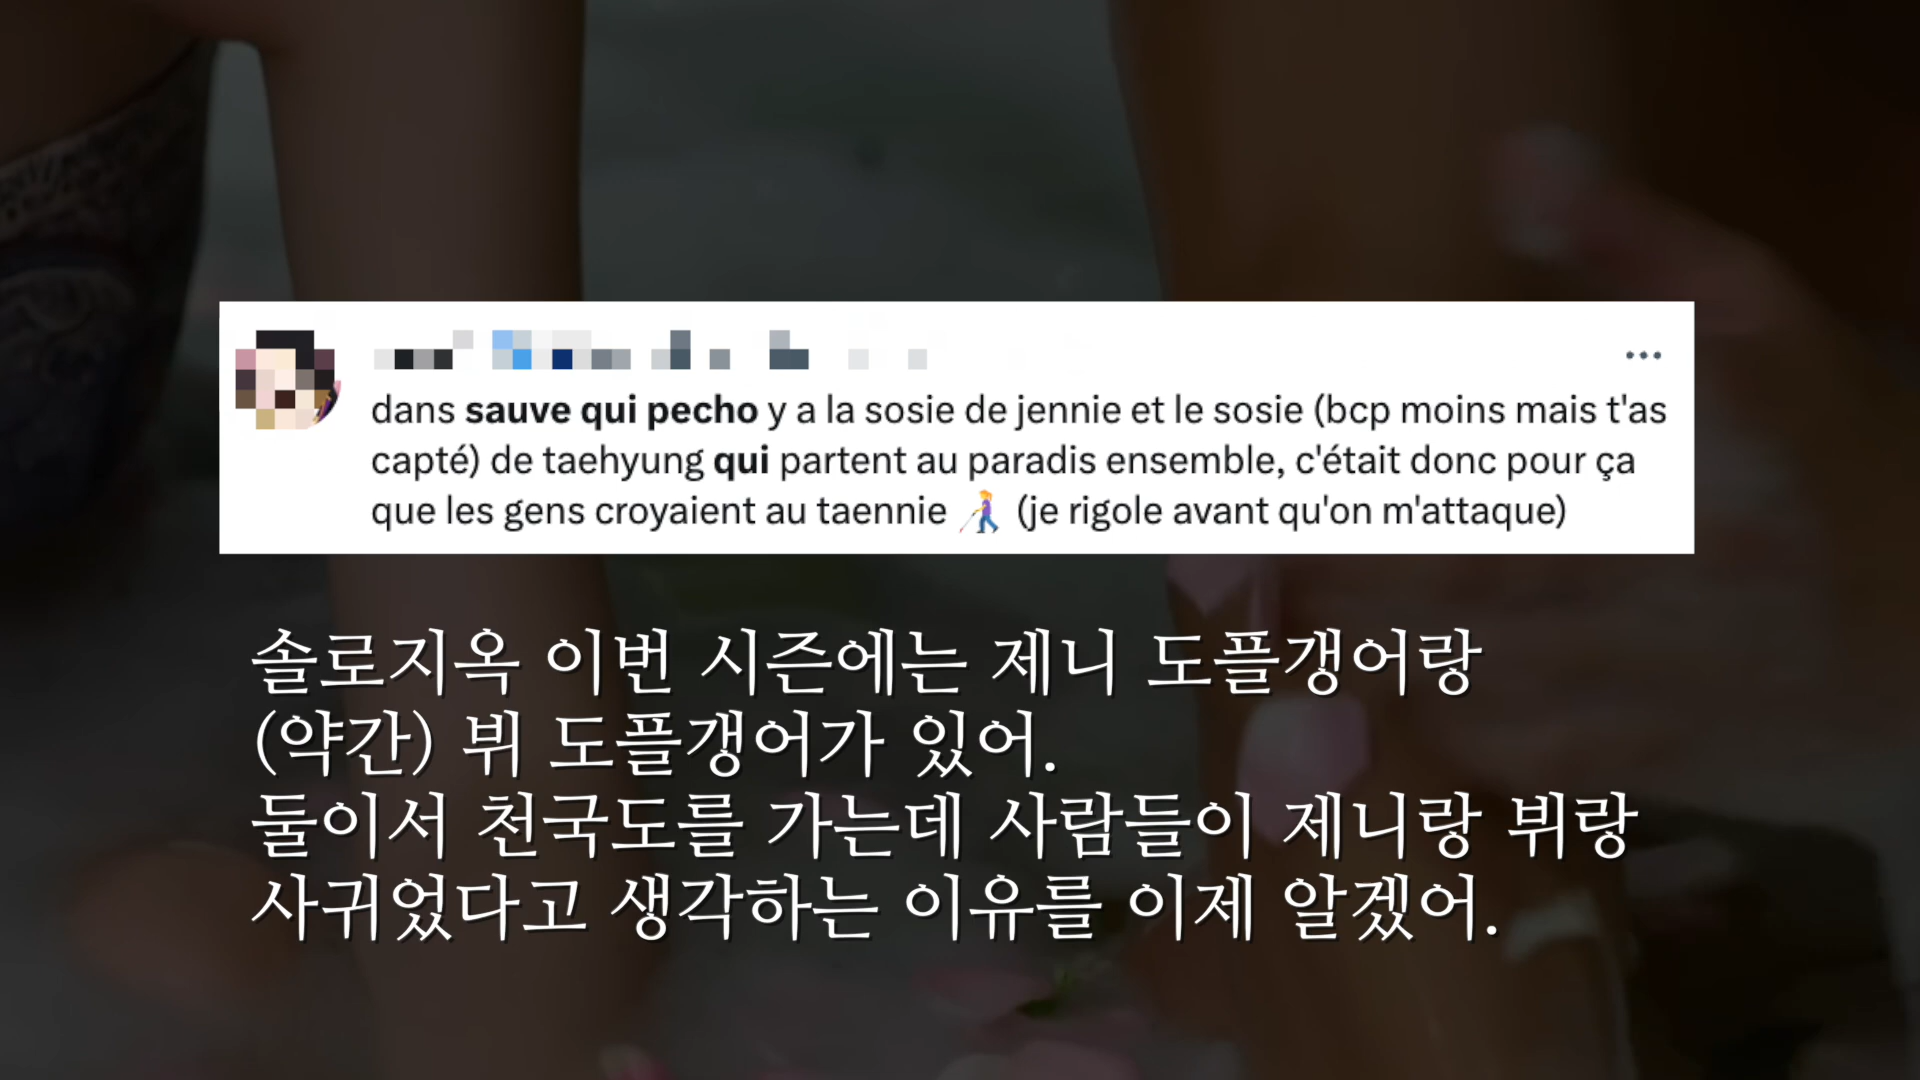 dans sauve qui pecho y a la sosie de jennie et le sosie (bcp moins mais t'as
capté) de taehyung qui partent au paradis ensemble, c'était donc pour ça
que les gens croyaient au taennie 👩‍🦯 (je rigole avant qu'on m'attaque)
솔로지옥 이번 시즌에는 제니 도플갱어랑
(약간) 뷔 도플갱어가 있어.
둘이서 천국도를 가는데 사람들이 제니랑 뷔랑
사귀었다고 생각하는 이유를 이제 알겠어.